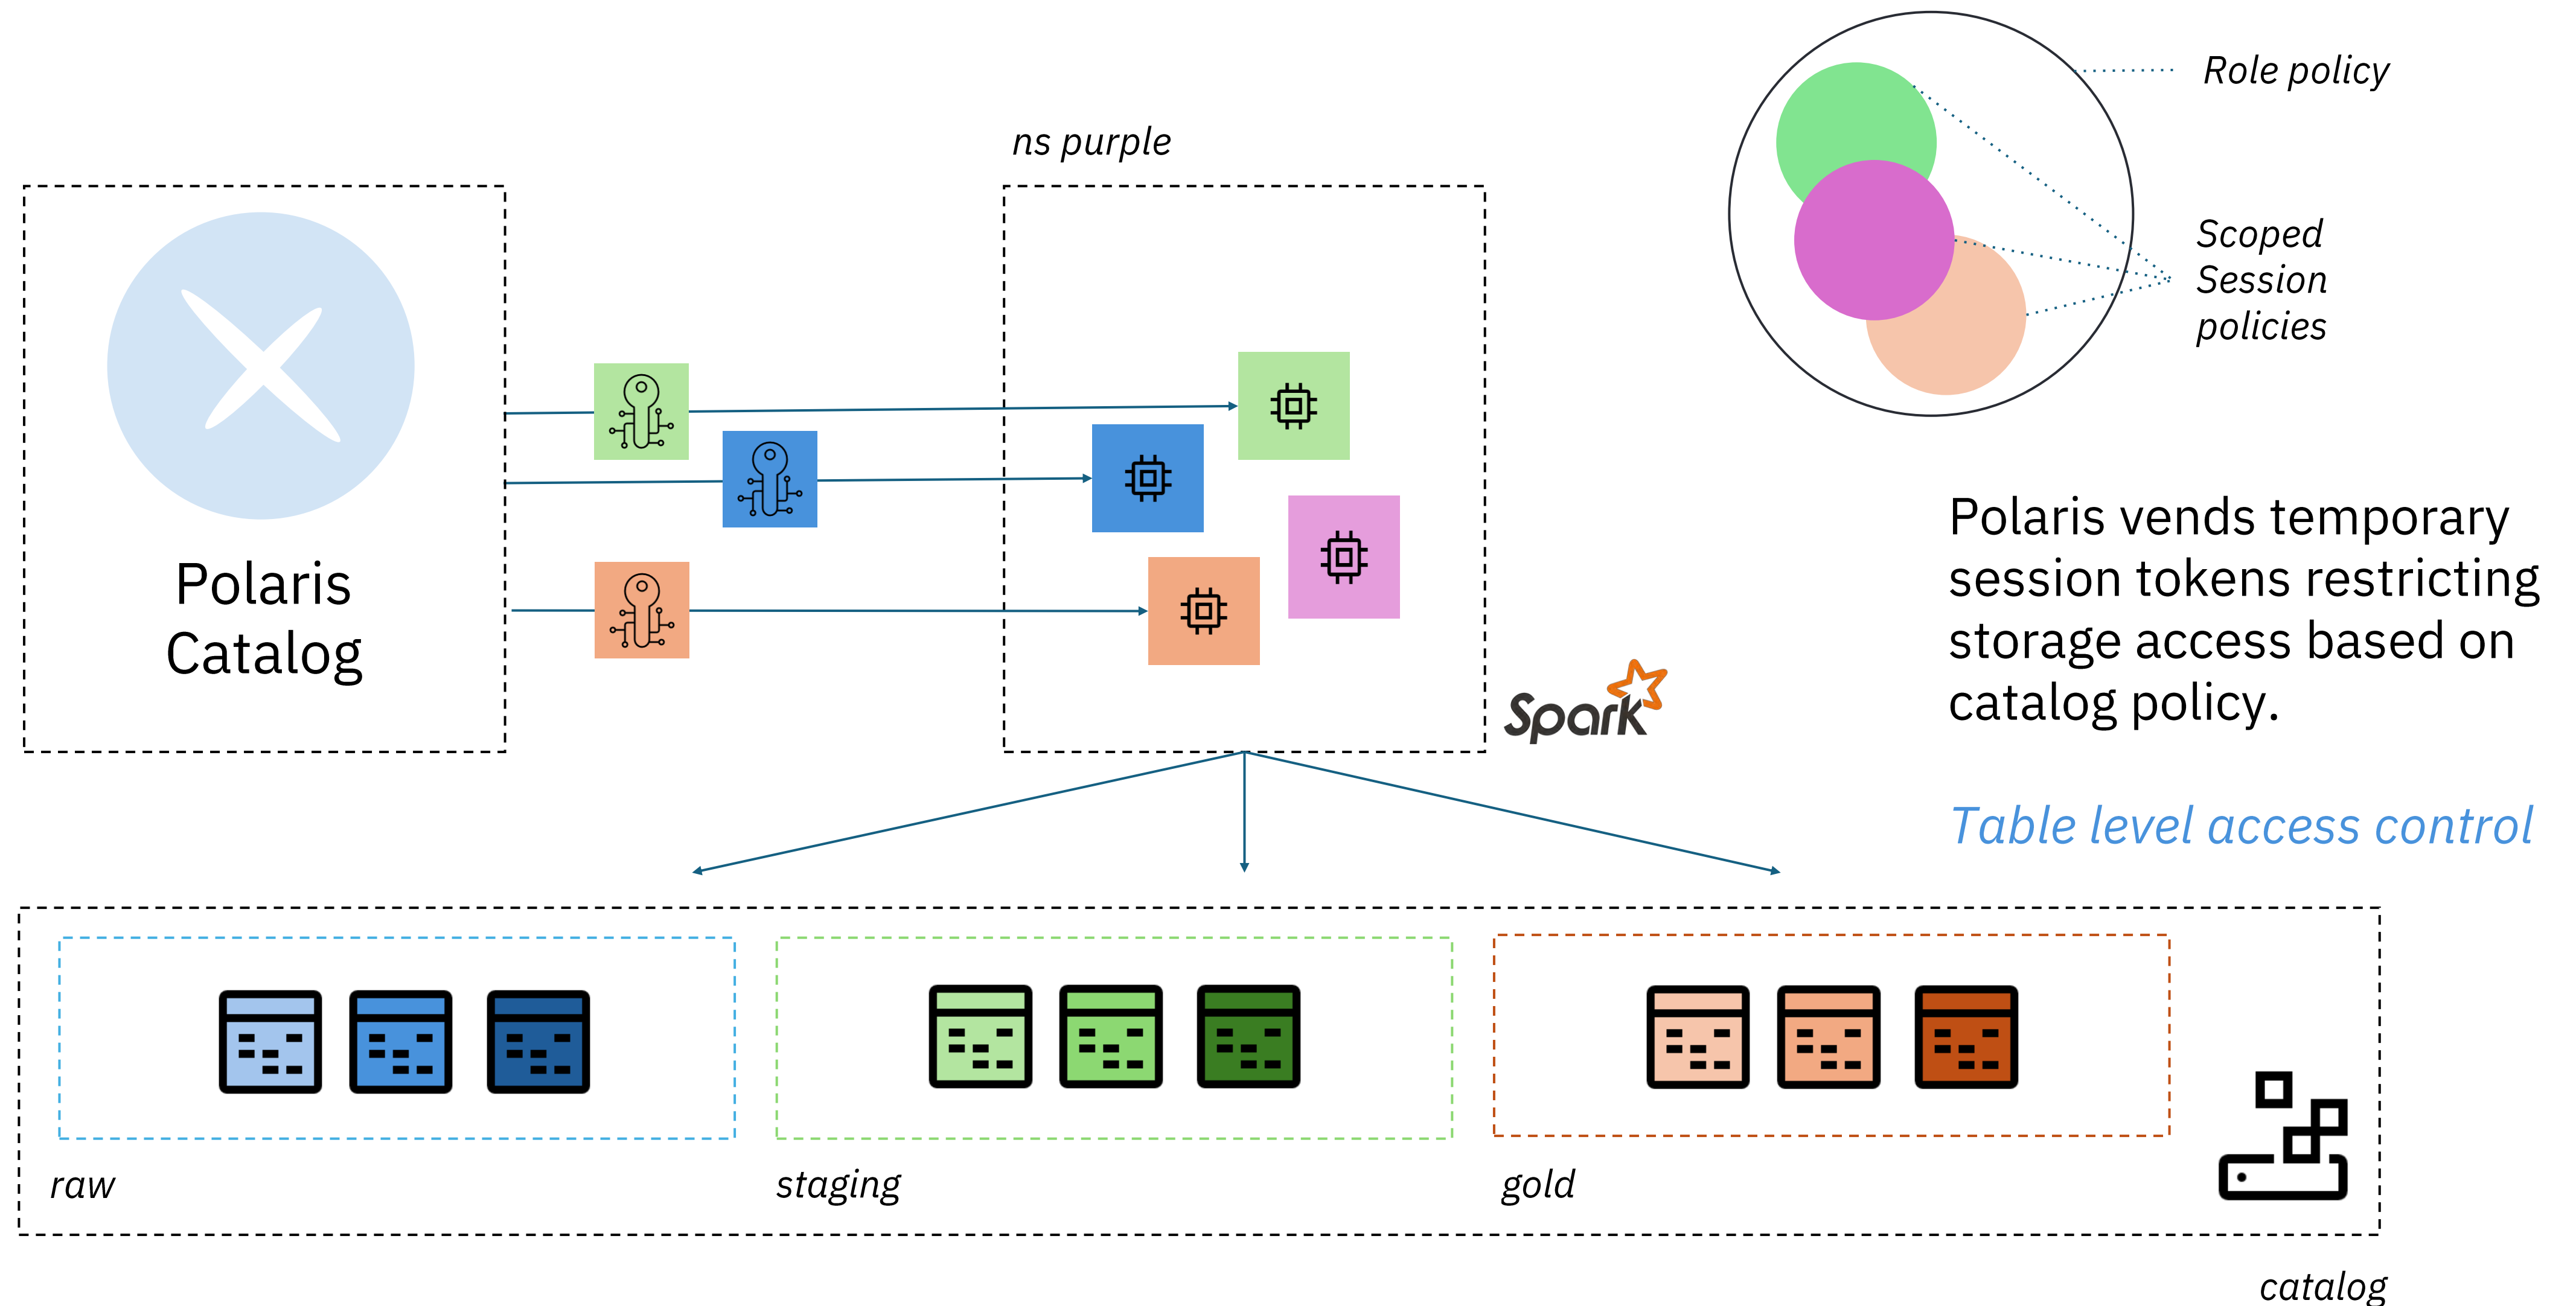 Role policy
ns purple
Scoped
Session
policies
Polaris
Catalog
Spark
Polaris vends temporary
session tokens restricting
storage access based on
catalog policy.
Table level access control
raw
staging
gold
catalog